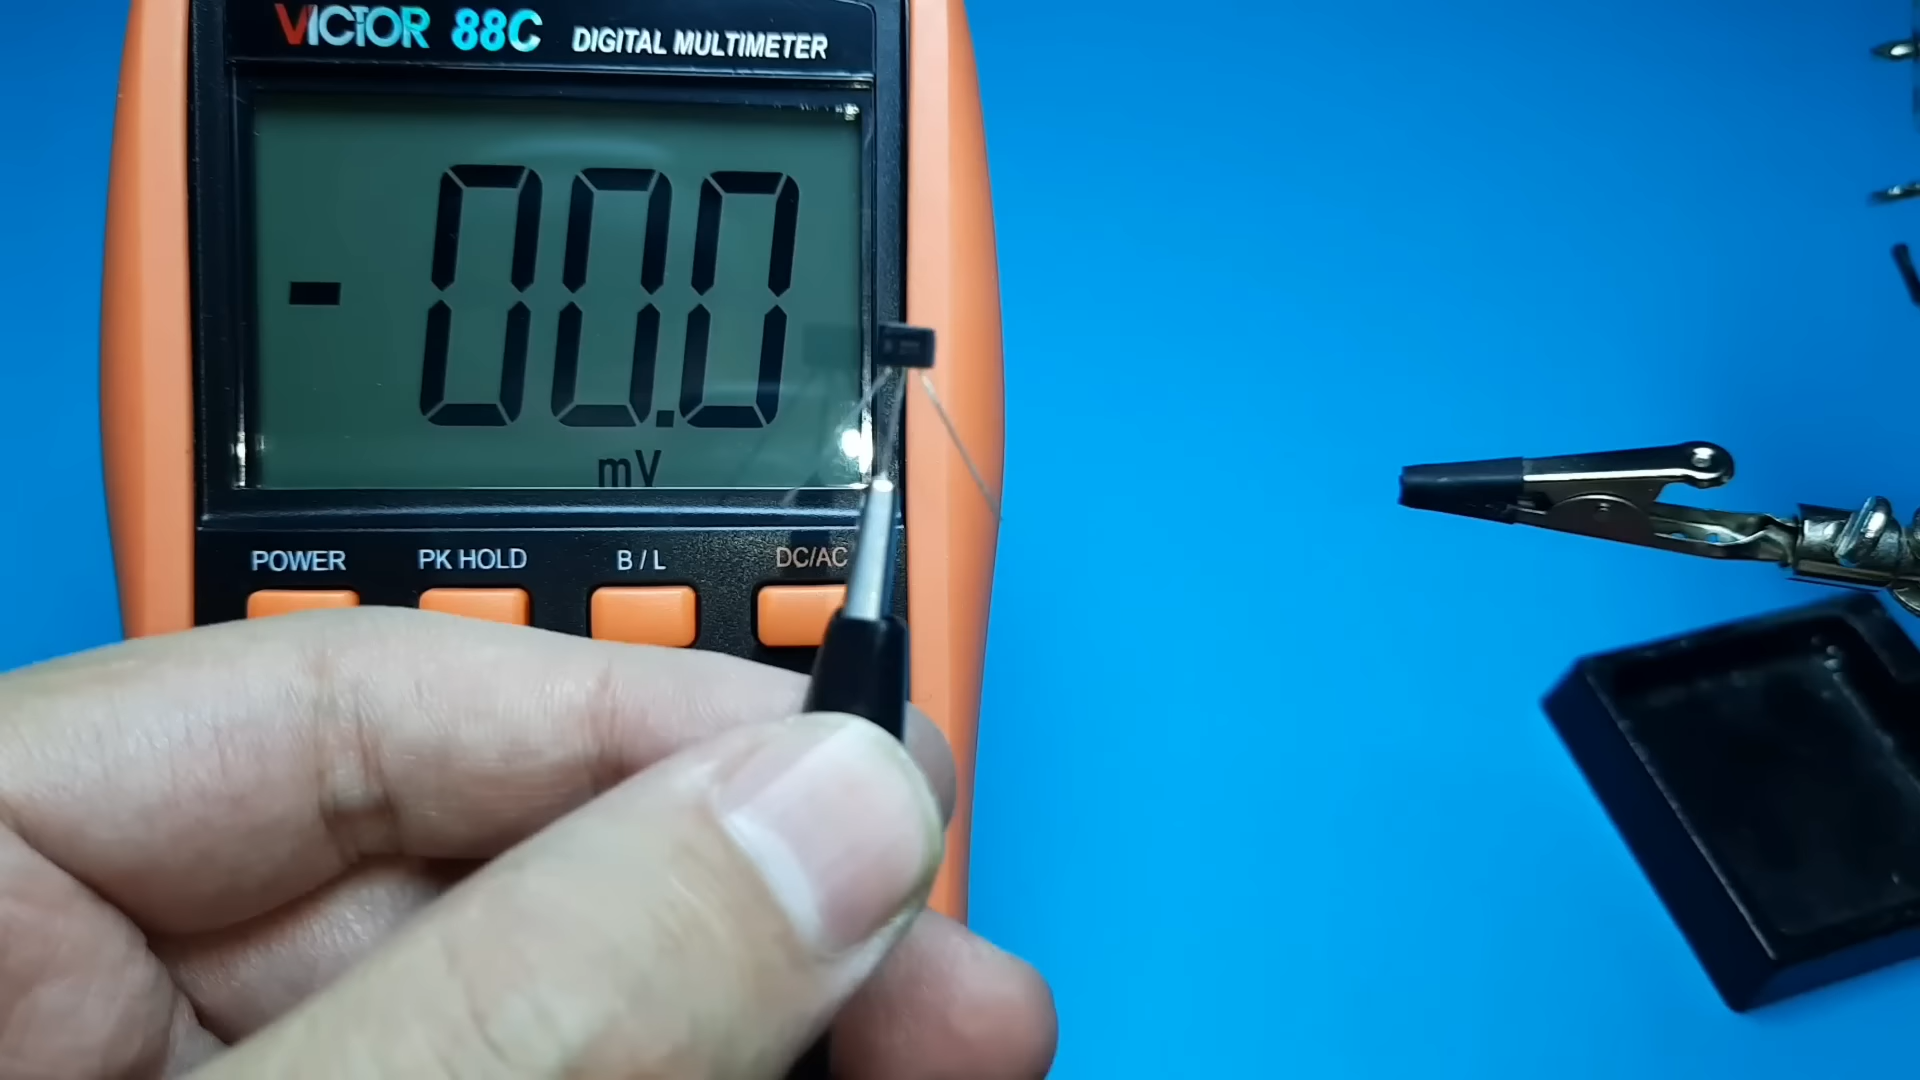 VICTOR 88C DIGITAL MULTIMETER
- 00.0
mV
POWER PK HOLD B / L DC/AC